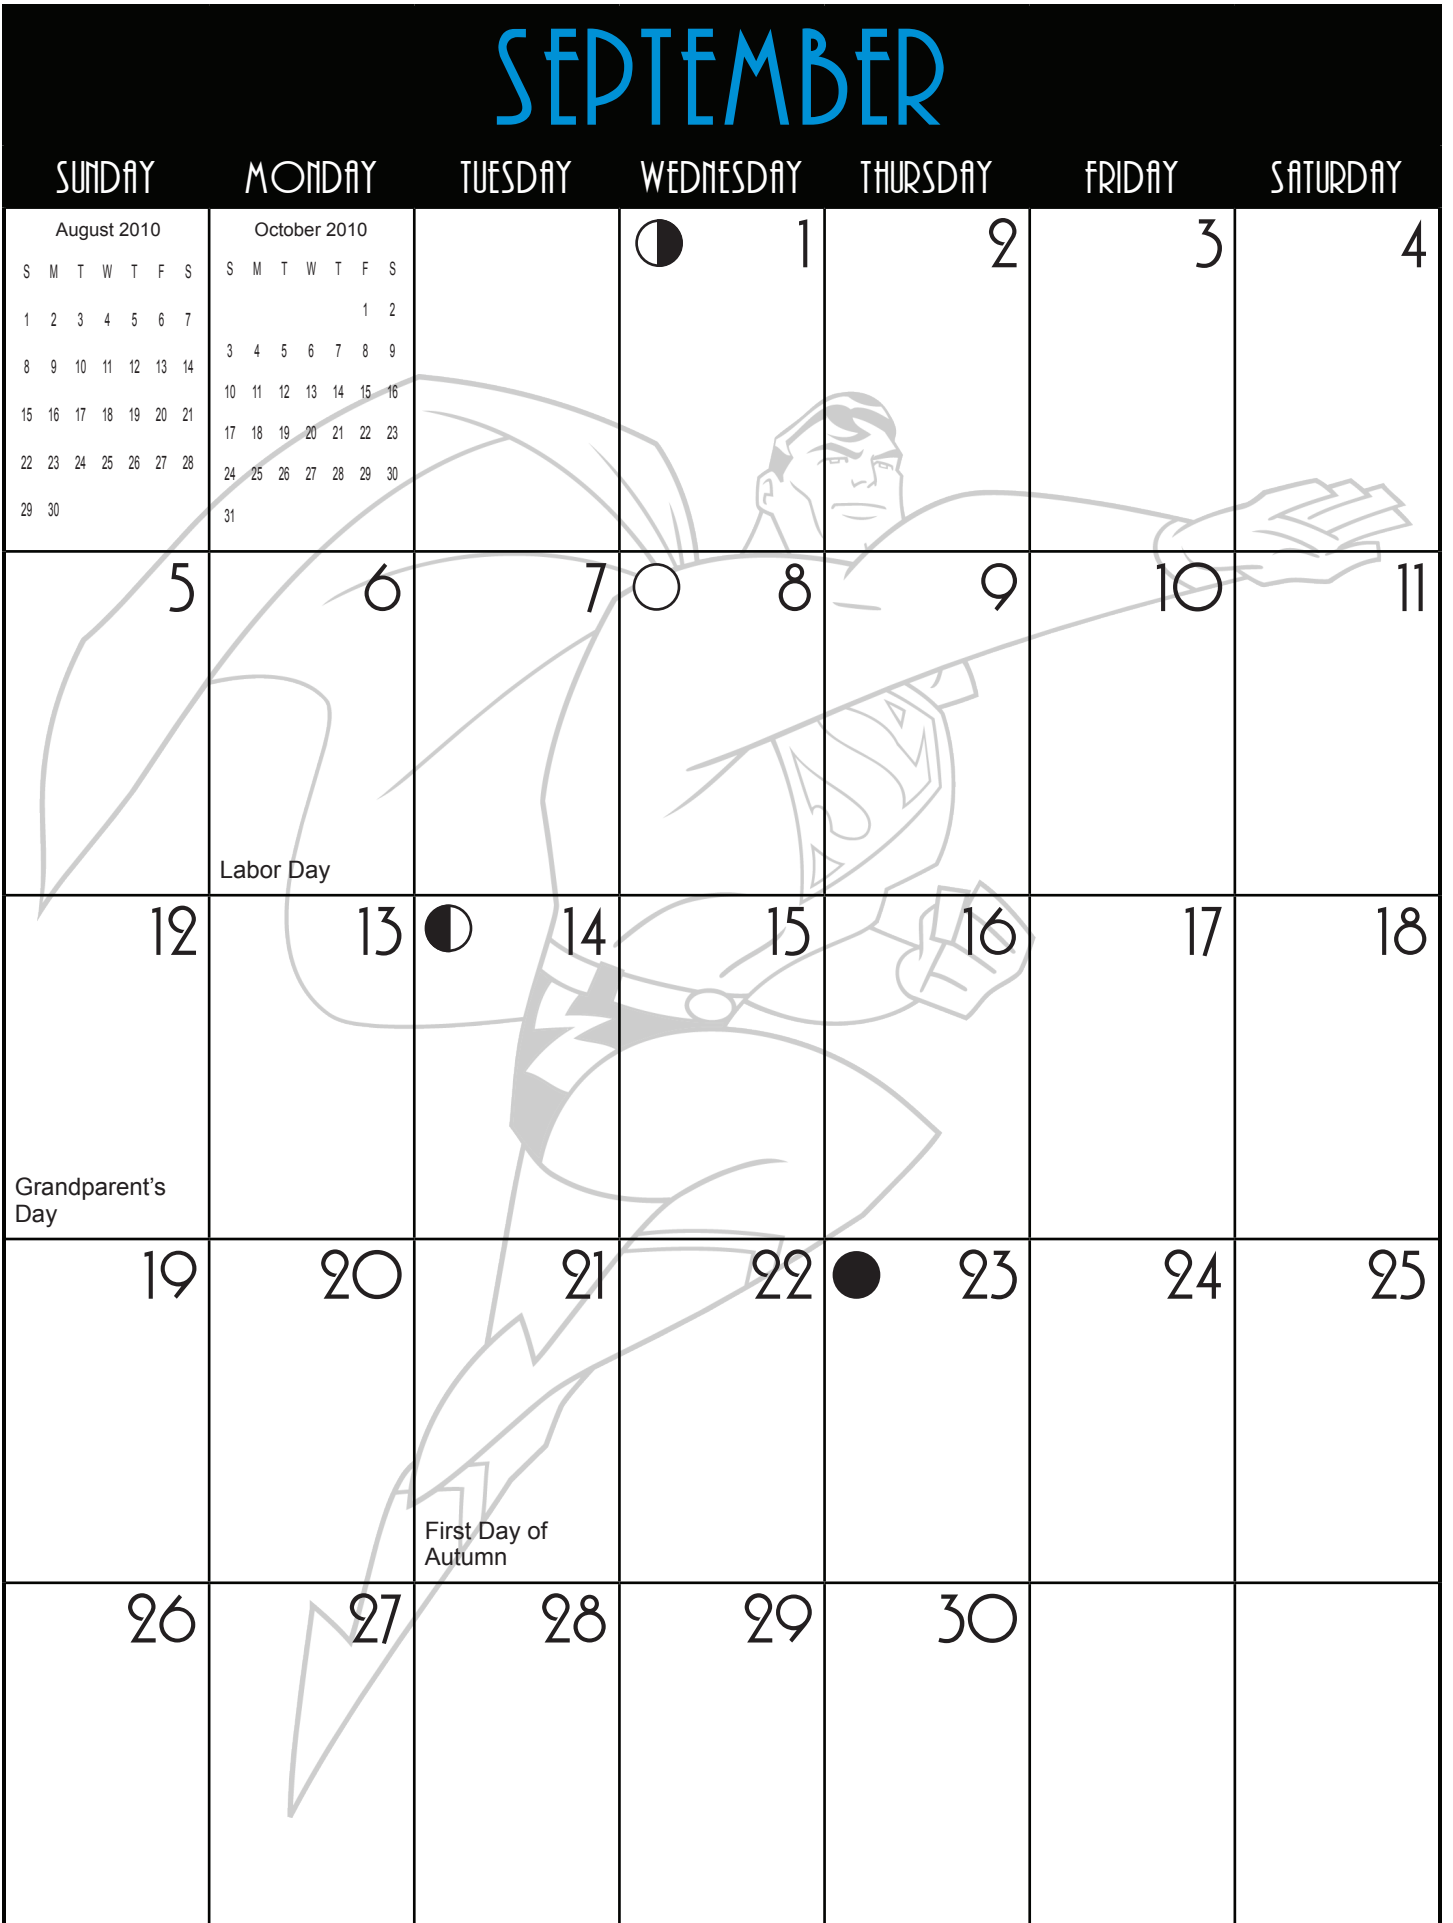 SEPTEMBER
SUNDAY MONDAY TUESDAY WEDNESDAY THURSDAY FRIDAY SATURDAY
August 2010
S M T W T F S
1 2 3 4 5 6 7
8 9 10 11 12 13 14
15 16 17 18 19 20 21
22 23 24 25 26 27 28
29 30
October 2010
S M T W T F S
1 2
3 4 5 6 7 8 9
10 11 12 13 14 15 16
17 18 19 20 21 22 23
24 25 26 27 28 29 30
31
1 2 3 4
5 6 7 8 9 10 11
Labor Day
12 13 14 15 16 17 18
Grandparent's
Day
19 20 21 22 23 24 25
First Day of
Autumn
26 27 28 29 30